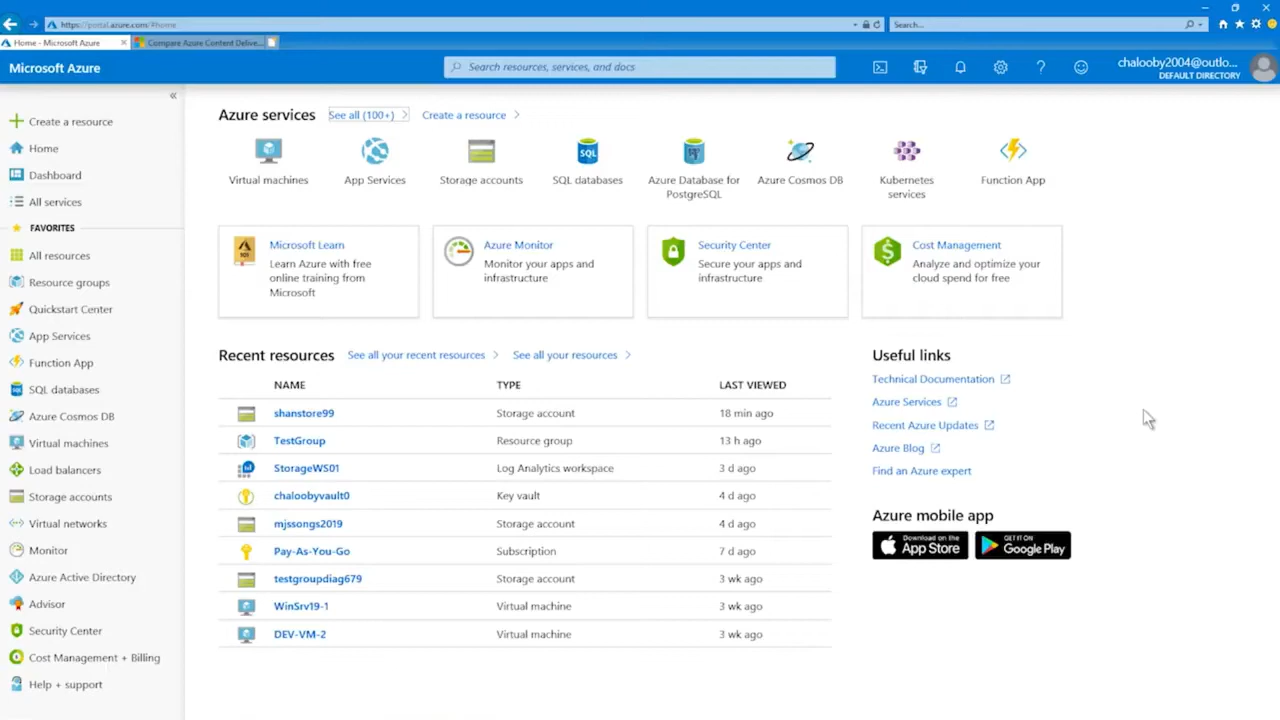 https://portal.azure.com/#home
Search...
Home - Microsoft Azure
Compare Azure Content Delive...
Microsoft Azure
Search resources, services, and docs
chalooby2004@outlo...
DEFAULT DIRECTORY
Create a resource
Home
Dashboard
All services
FAVORITES
All resources
Resource groups
Quickstart Center
App Services
Function App
SQL databases
Azure Cosmos DB
Virtual machines
Load balancers
Storage accounts
Virtual networks
Monitor
Azure Active Directory
Advisor
Security Center
Cost Management + Billing
Help + support
Azure services See all (100+) Create a resource
Virtual machines
App Services
Storage accounts
SQL databases
Azure Database for
PostgreSQL
Azure Cosmos DB
Kubernetes
services
Function App
Microsoft Learn
Learn Azure with free
online training from
Microsoft
Azure Monitor
Monitor your apps and
infrastructure
Security Center
Secure your apps and
infrastructure
Cost Management
Analyze and optimize your
cloud spend for free
Recent resources See all your recent resources See all your resources
NAME TYPE LAST VIEWED
shanstore99 Storage account 18 min ago
TestGroup Resource group 13 h ago
StorageWS01 Log Analytics workspace 3 d ago
chaloobyvault0 Key vault 4 d ago
mjssongs2019 Storage account 4 d ago
Pay-As-You-Go Subscription 7 d ago
testgroupdiag679 Storage account 3 wk ago
WinSrv19-1 Virtual machine 3 wk ago
DEV-VM-2 Virtual machine 3 wk ago
Useful links
Technical Documentation
Azure Services
Recent Azure Updates
Azure Blog
Find an Azure expert
Azure mobile app
Download on the
App Store
GET IT ON
Google Play